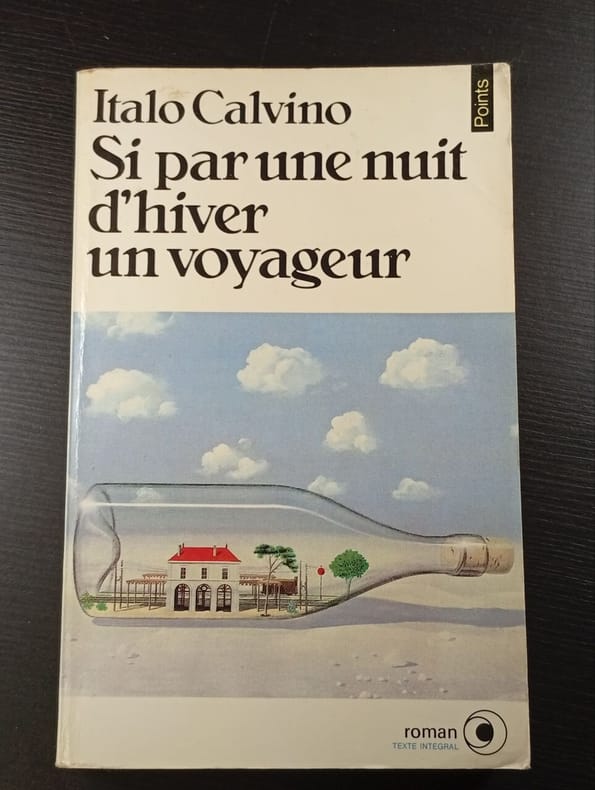 Italo Calvino
Points
Si par une nuit
d'hiver
un voyageur
roman
TEXTE INTEGRAL